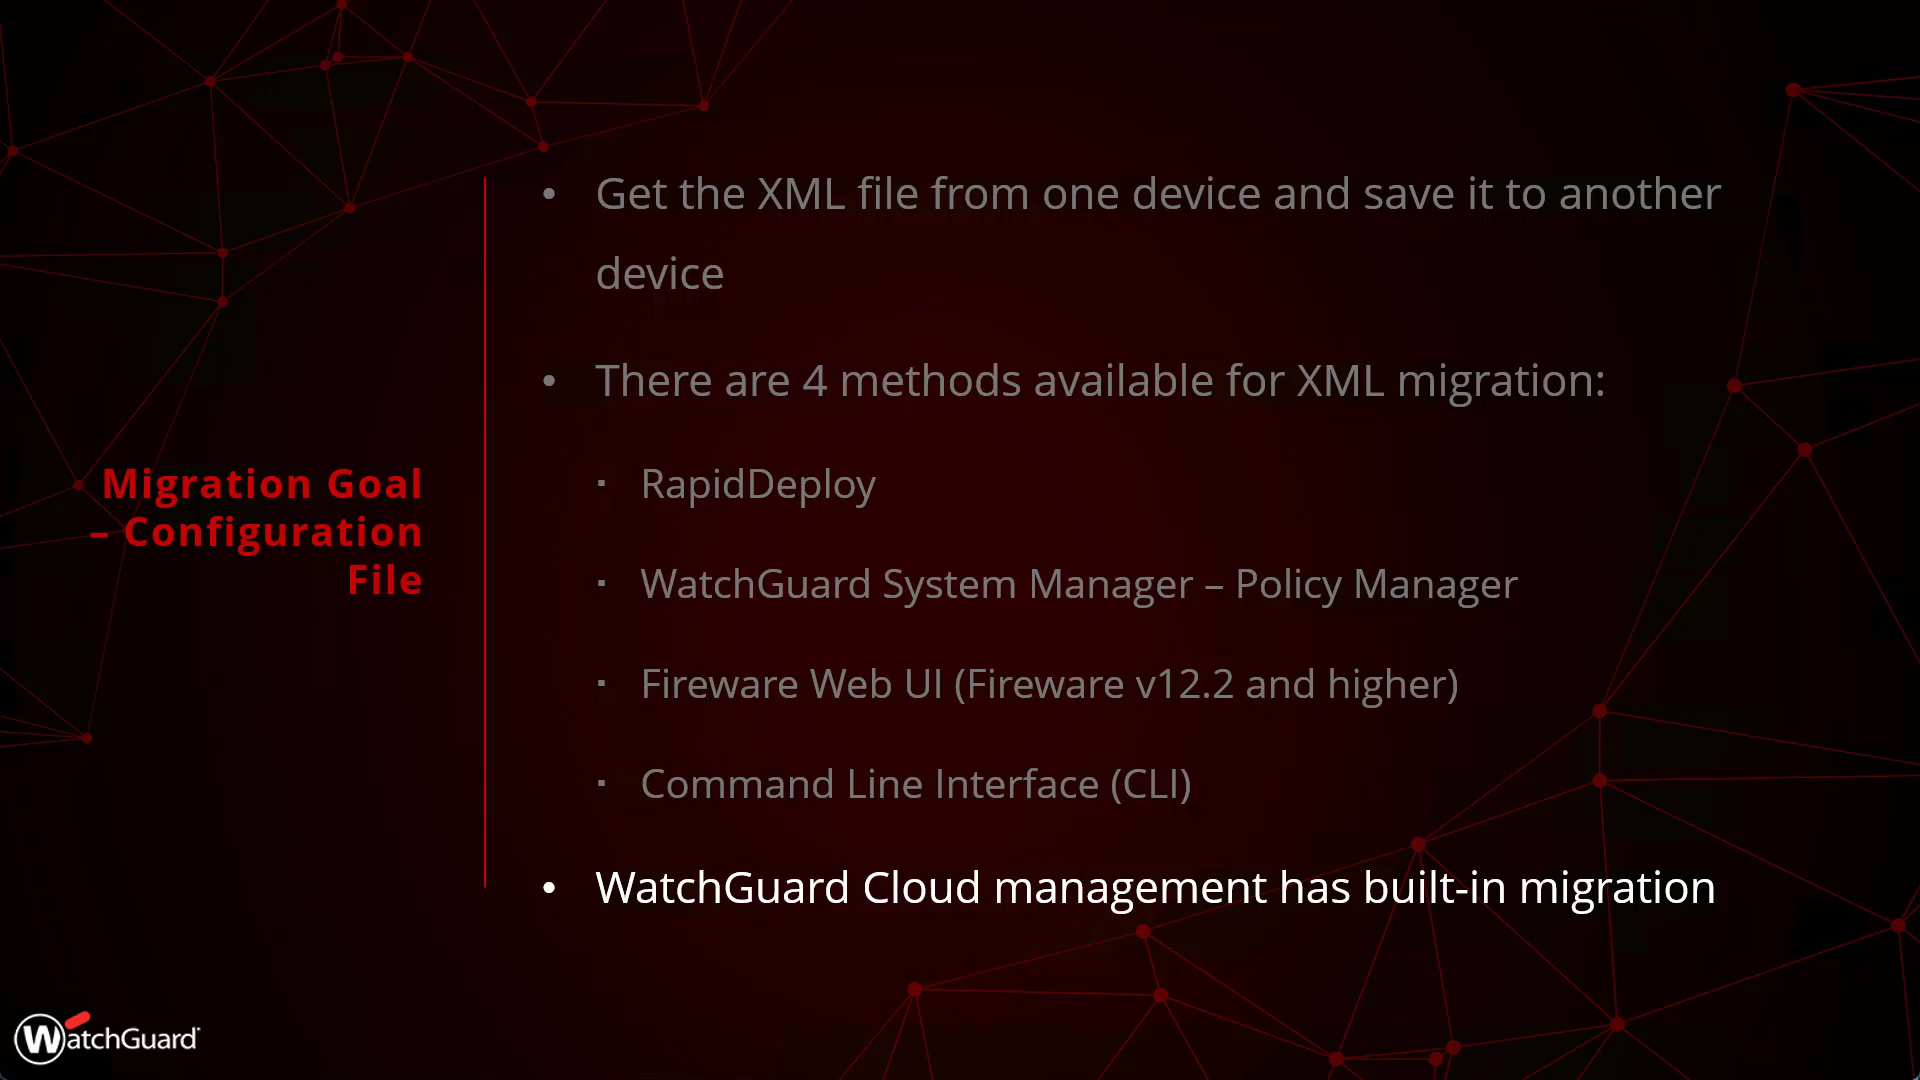 Migration Goal
– Configuration
File
• Get the XML file from one device and save it to another
device
• There are 4 methods available for XML migration:
▪ RapidDeploy
▪ WatchGuard System Manager – Policy Manager
▪ Fireware Web UI (Fireware v12.2 and higher)
▪ Command Line Interface (CLI)
• WatchGuard Cloud management has built-in migration
WatchGuard